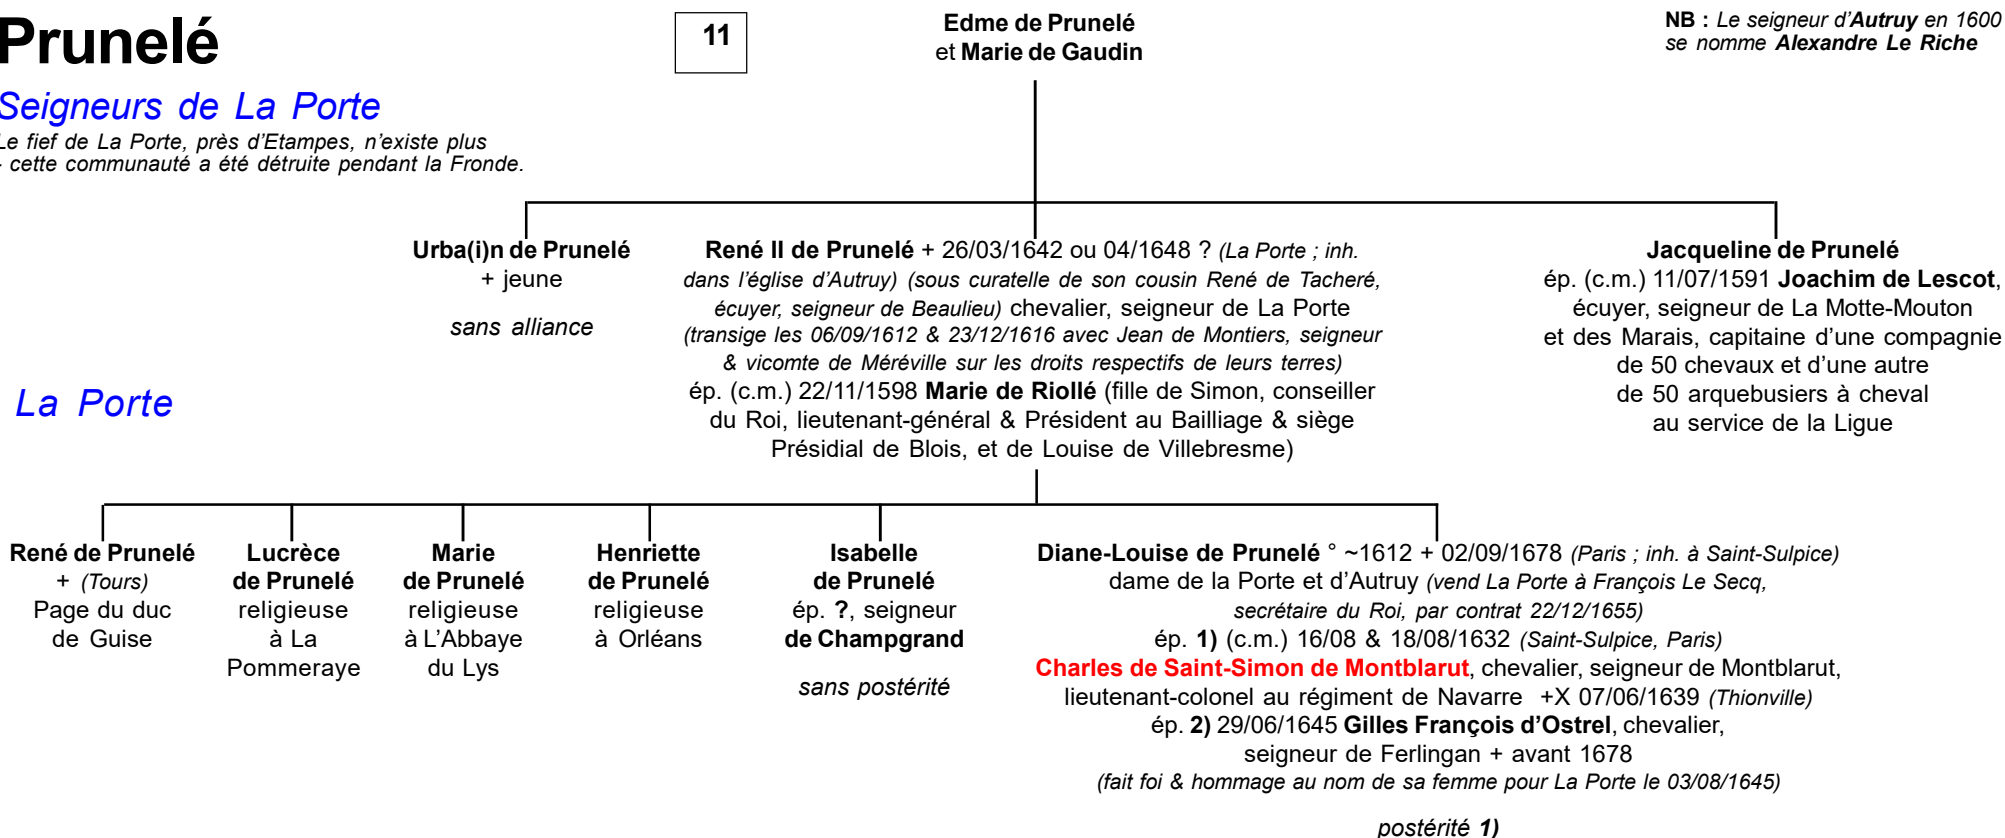 Prunelé
11
Edme de Prunelé
et Marie de Gaudin
NB : Le seigneur d'Autruy en 1600
se nomme Alexandre Le Riche
Seigneurs de La Porte
Le fief de La Porte, près d'Etampes, n'existe plus
- cette communauté a été détruite pendant la Fronde.
Urba(i)n de Prunelé
+ jeune
sans alliance
René II de Prunelé + 26/03/1642 ou 04/1648 ? (La Porte ; inh.
dans l'église d'Autruy) (sous curatelle de son cousin René de Tacheré,
écuyer, seigneur de Beaulieu) chevalier, seigneur de La Porte
(transige les 06/09/1612 & 23/12/1616 avec Jean de Montiers, seigneur
& vicomte de Méréville sur les droits respectifs de leurs terres)
ép. (c.m.) 22/11/1598 Marie de Riollé (fille de Simon, conseiller
du Roi, lieutenant-général & Président au Bailliage & siège
Présidial de Blois, et de Louise de Villebresme)
Jacqueline de Prunelé
ép. (c.m.) 11/07/1591 Joachim de Lescot,
écuyer, seigneur de La Motte-Mouton
et des Marais, capitaine d'une compagnie
de 50 chevaux et d'une autre
de 50 arquebusiers à cheval
au service de la Ligue
La Porte
René de Prunelé
+ (Tours)
Page du duc
de Guise
Lucrèce
de Prunelé
religieuse
à La
Pommeraye
Marie
de Prunelé
religieuse
à L'Abbaye
du Lys
Henriette
de Prunelé
religieuse
à Orléans
Isabelle
de Prunelé
ép. ?, seigneur
de Champgrand
sans postérité
Diane-Louise de Prunelé ° ~1612 + 02/09/1678 (Paris ; inh. à Saint-Sulpice)
dame de la Porte et d'Autruy (vend La Porte à François Le Secq,
secrétaire du Roi, par contrat 22/12/1655)
ép. 1) (c.m.) 16/08 & 18/08/1632 (Saint-Sulpice, Paris)
Charles de Saint-Simon de Montblarut, chevalier, seigneur de Montblarut,
lieutenant-colonel au régiment de Navarre +X 07/06/1639 (Thionville)
ép. 2) 29/06/1645 Gilles François d'Ostrel, chevalier,
seigneur de Ferlingan + avant 1678
(fait foi & hommage au nom de sa femme pour La Porte le 03/08/1645)
postérité 1)